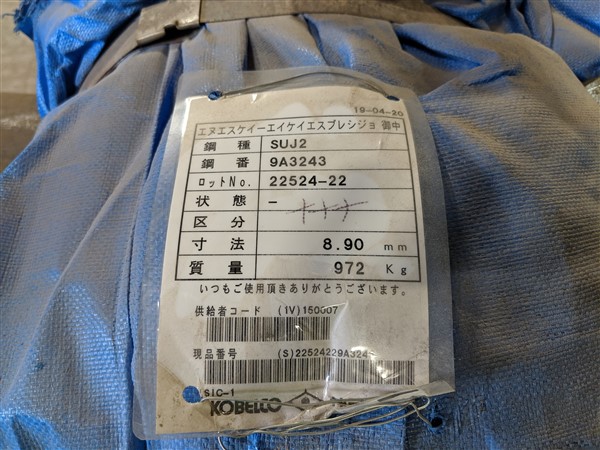 19-04-20
エヌエスケイーエイケイエスプレシジョ 御中
鋼種 SUJ2
鋼番 9A3243
ロットNo. 22524-22
状態 -
区分
寸法 8.90 mm
質量 972 Kg
いつもご使用頂きありがとうございます。
供給者コード (1V)150007
現品番号 (S)22524229A324
SIC-1
KOBELCO